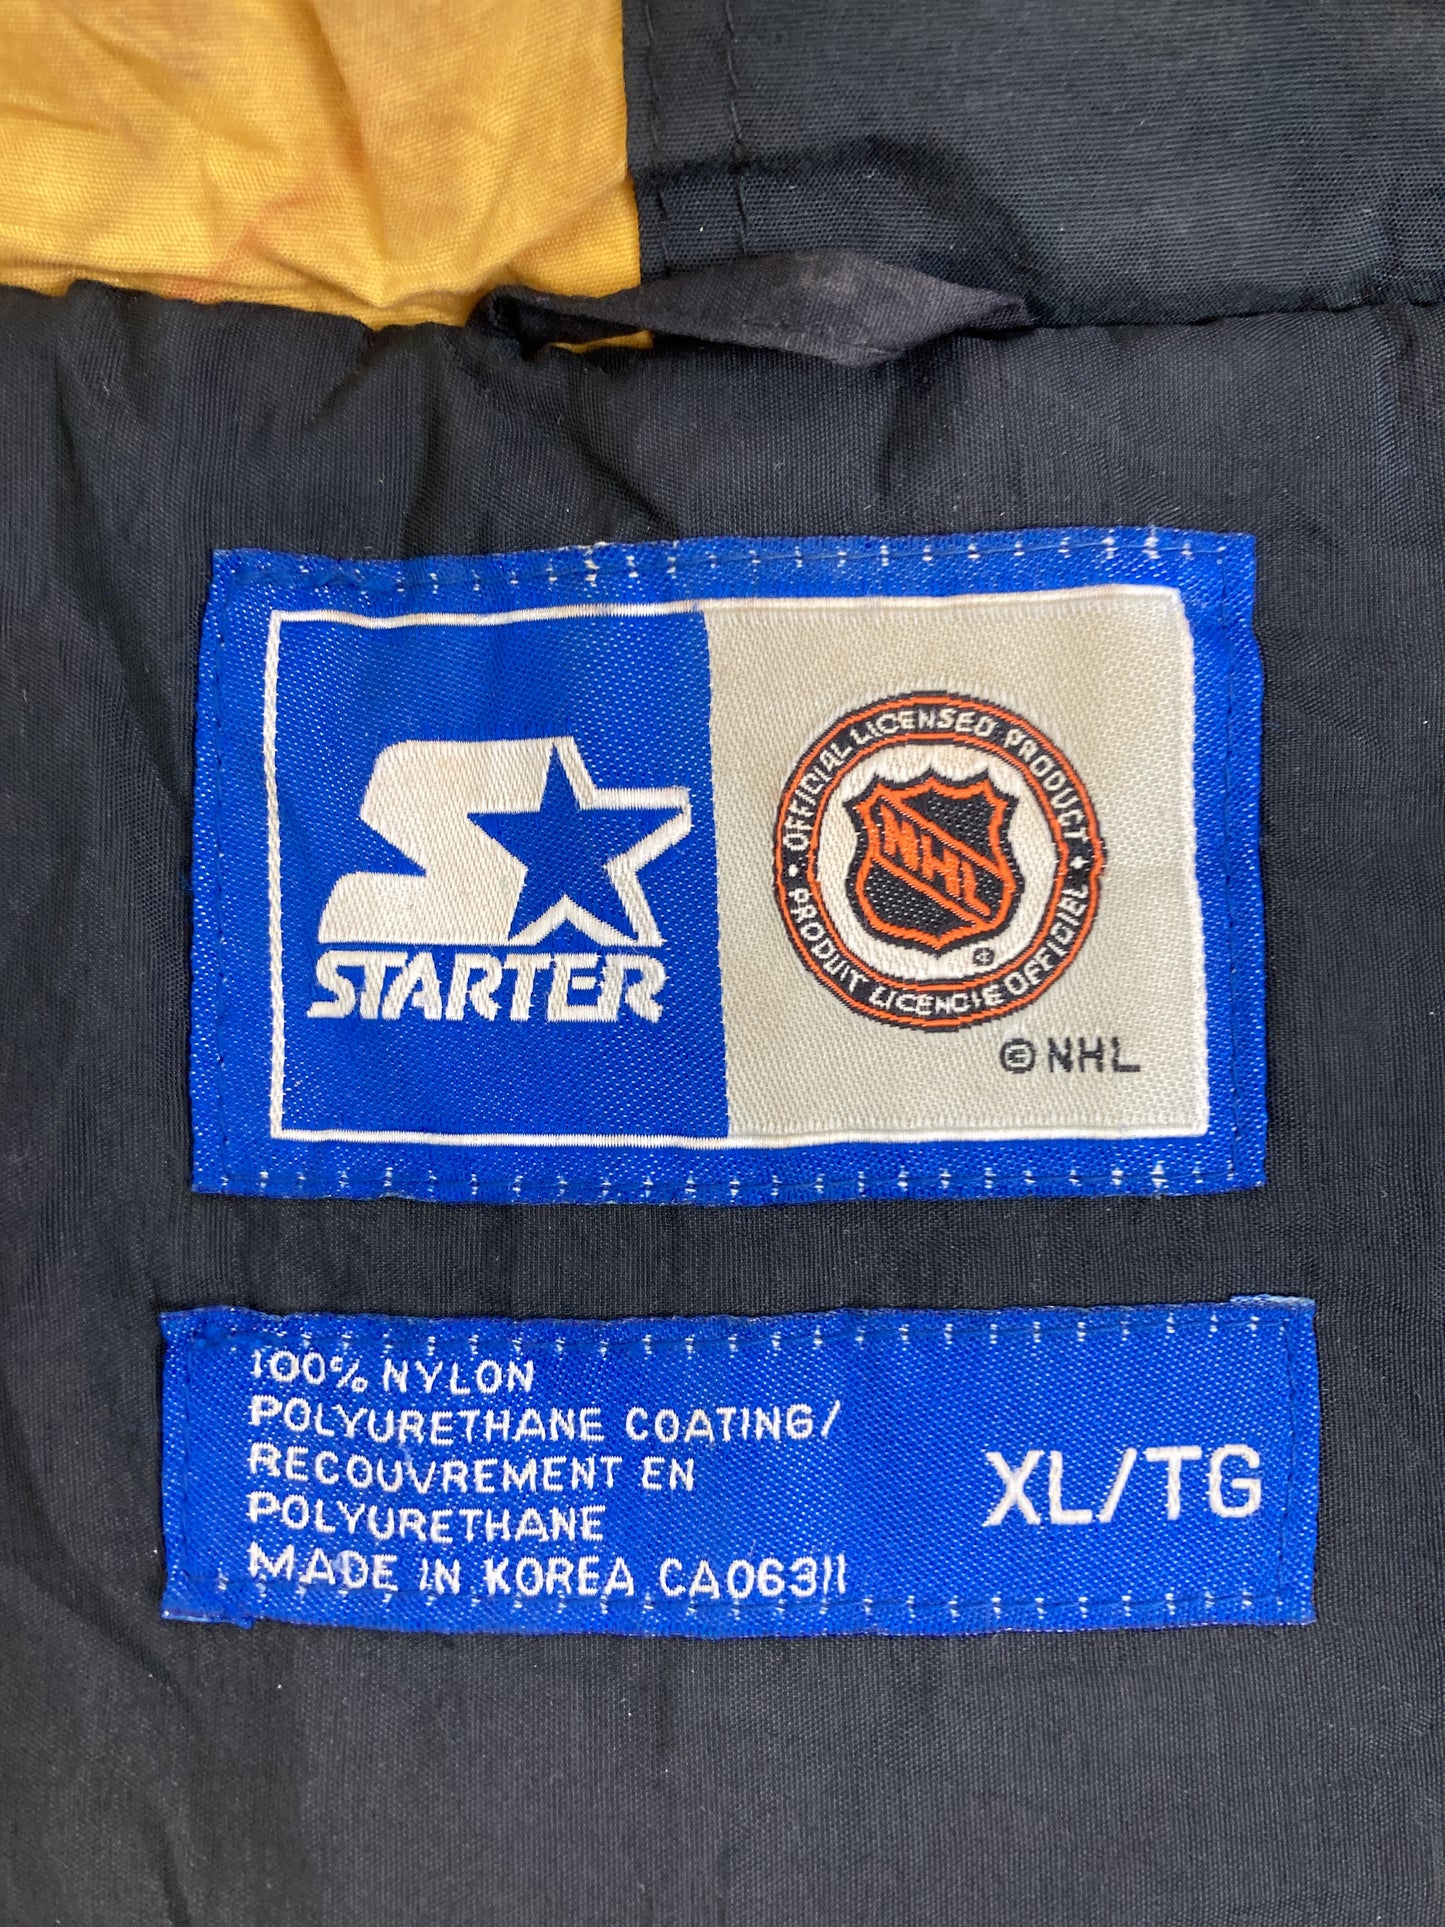 STARTER
OFFICIAL LICENSED PRODUCT
NHL
®
PRODUIT LICENCIE OFFICIEL
© NHL
100% NYLON
POLYURETHANE COATING/
RECOUVREMENT EN
POLYURETHANE
MADE IN KOREA CA06311
XL/TG